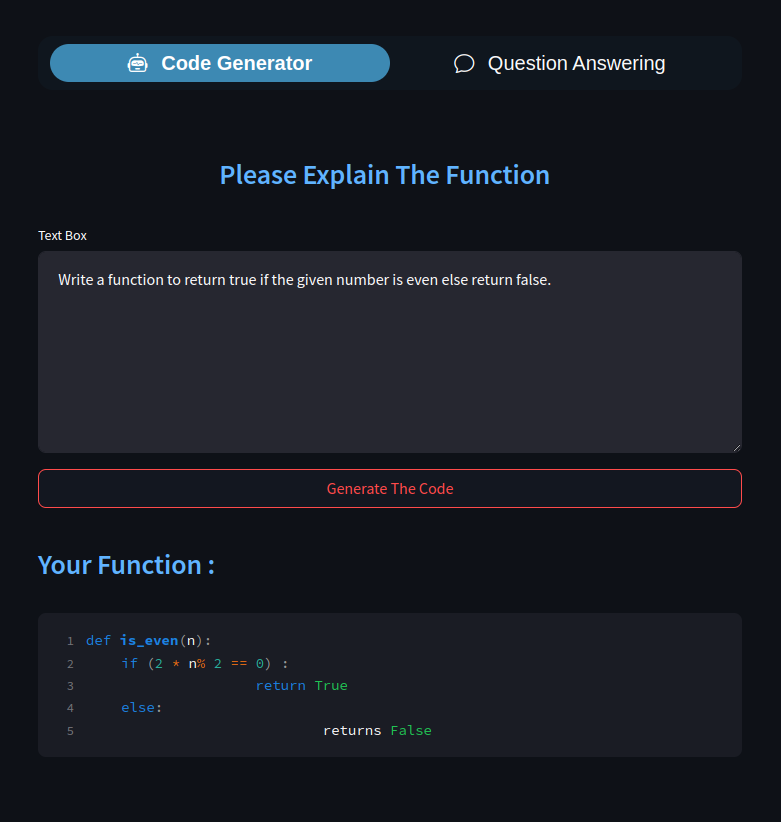 Code Generator
Question Answering
Please Explain The Function
Text Box
Write a function to return true if the given number is even else return false.
Generate The Code
Your Function :
1 def is_even(n):
2     if (2 * n% 2 == 0) :
3                     return True
4     else:
5                             returns False